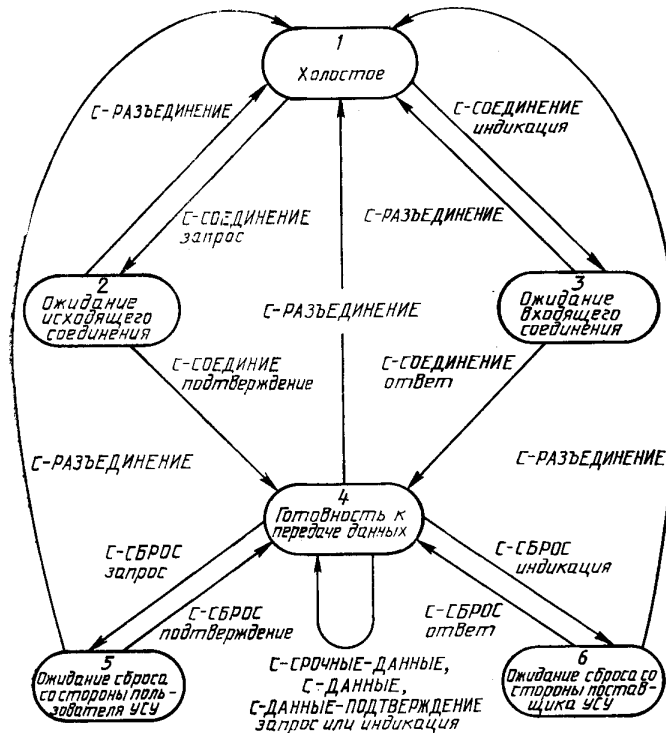 1
Холостое
С-РАЗЪЕДИНЕНИЕ
С-СОЕДИНЕНИЕ
индикация
С-СОЕДИНЕНИЕ
запрос
С-РАЗЪЕДИНЕНИЕ
2
Ожидание
исходящего
соединения
3
Ожидание
входящего
соединения
С-РАЗЪЕДИНЕНИЕ
С-СОЕДИНИЕ
подтверждение
С-СОЕДИНЕНИЕ
ответ
С-РАЗЪЕДИНЕНИЕ
С-РАЗЪЕДИНЕНИЕ
4
Готовность к
передаче данных
С-СБРОС
запрос
С-СБРОС
индикация
С-СБРОС
подтверждение
С-СБРОС
ответ
5
Ожидание сброса
со стороны поль-
зователя УСУ
6
Ожидание сброса со
стороны постав-
щика УСУ
С-СРОЧНЫЕ-ДАННЫЕ,
С-ДАННЫЕ,
С-ДАННЫЕ-ПОДТВЕРЖДЕНИЕ
запрос или индикация